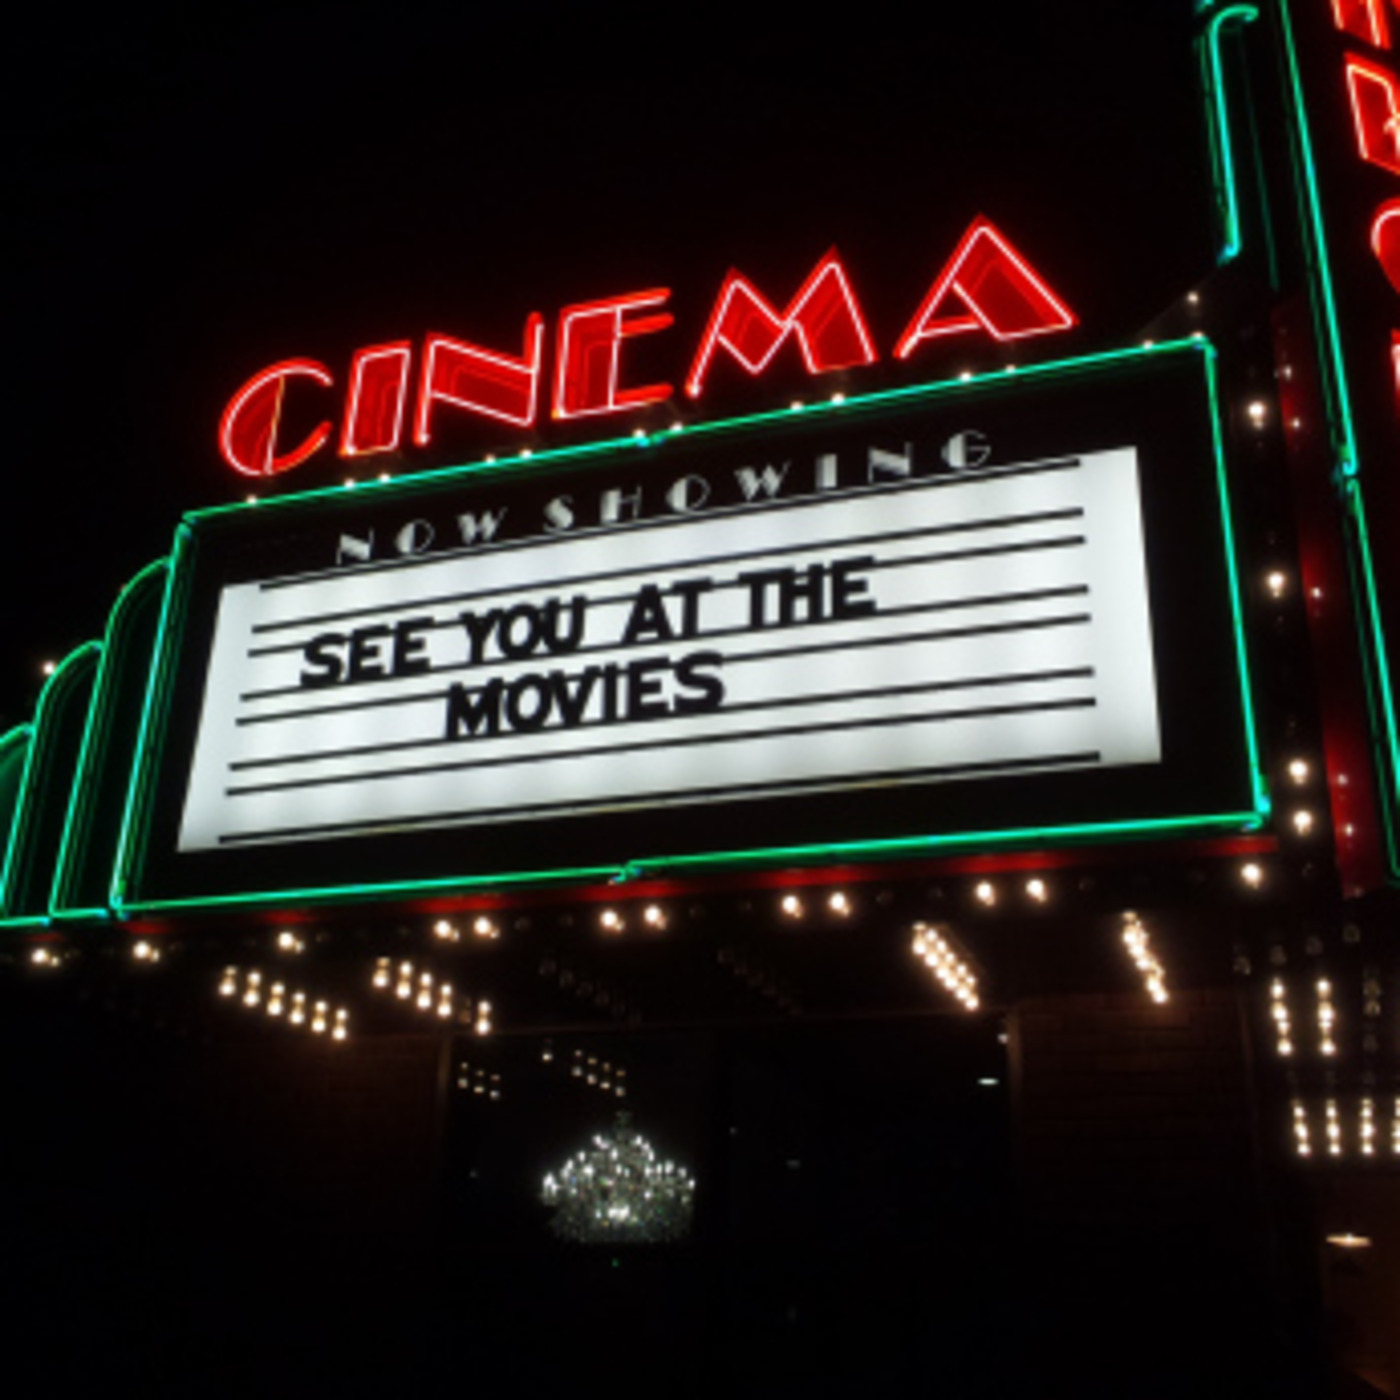 CINEMA
NOW SHOWING
SEE YOU AT THE
MOVIES